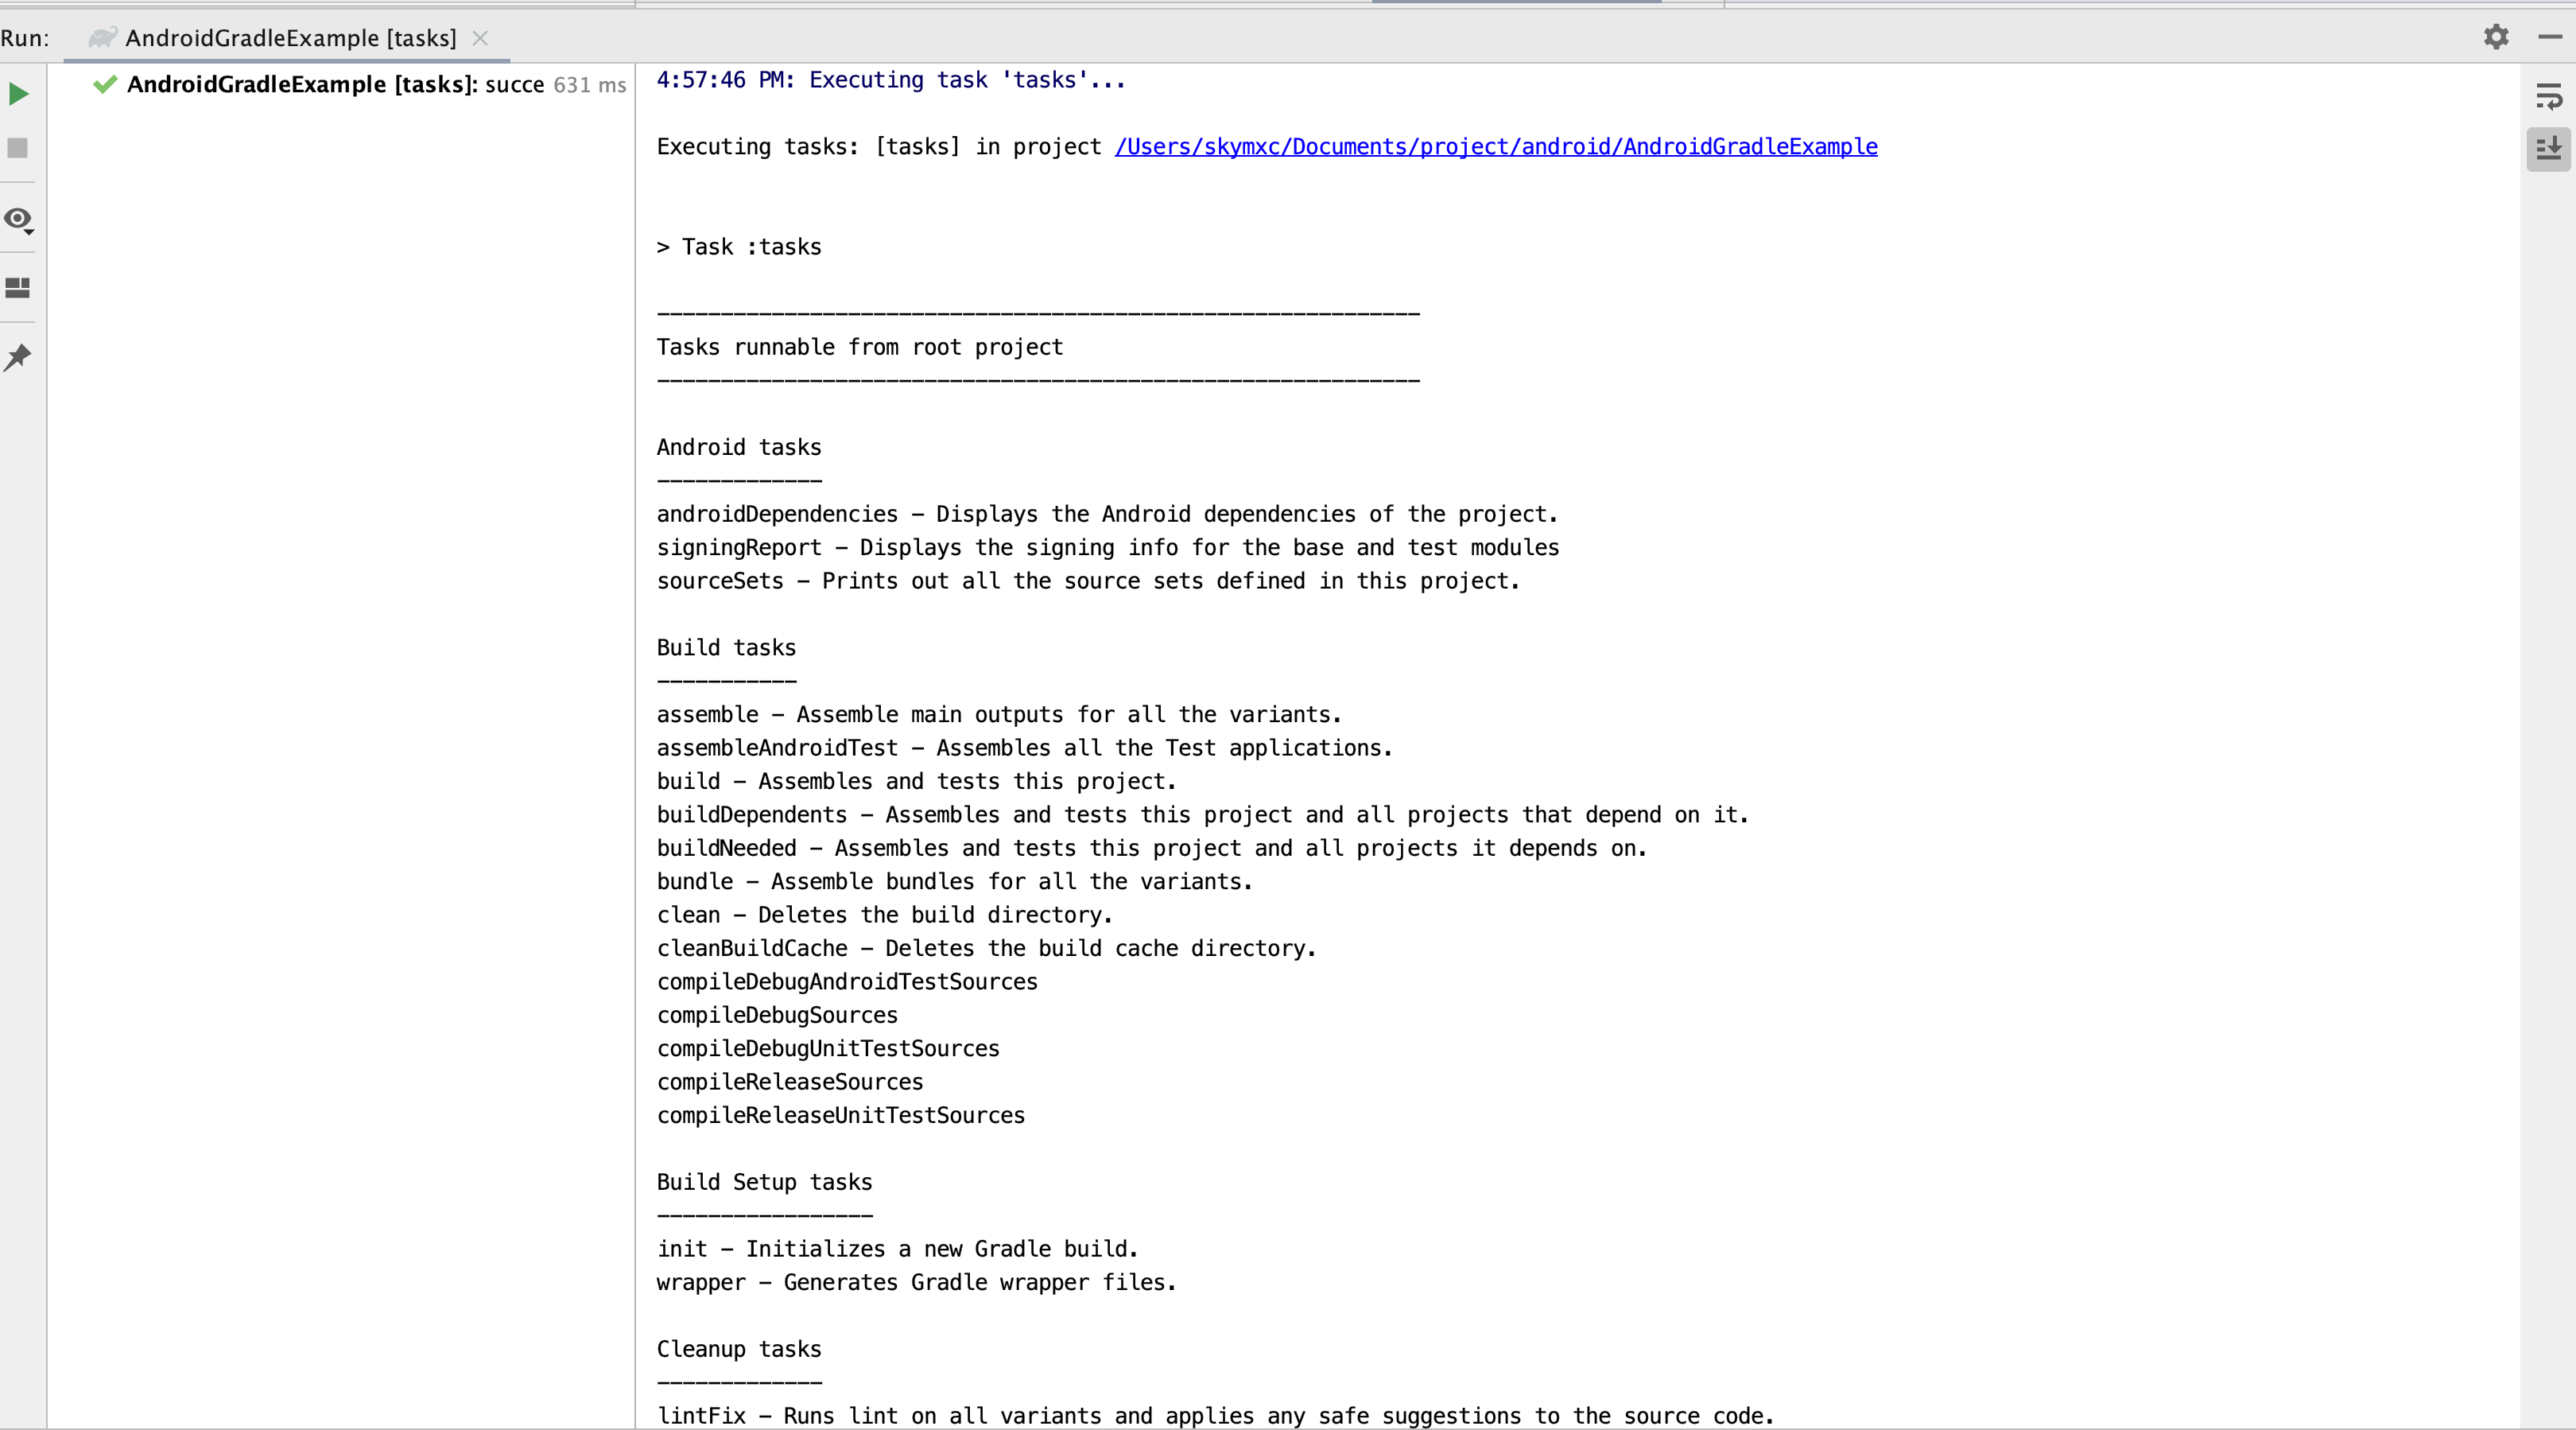 Run: AndroidGradleExample [tasks]
AndroidGradleExample [tasks]: succe 631 ms
4:57:46 PM: Executing task 'tasks'...
Executing tasks: [tasks] in project /Users/skymxc/Documents/project/android/AndroidGradleExample
> Task :tasks
------------------------------------------------------------
Tasks runnable from root project
------------------------------------------------------------
Android tasks
-------------
androidDependencies - Displays the Android dependencies of the project.
signingReport - Displays the signing info for the base and test modules
sourceSets - Prints out all the source sets defined in this project.
Build tasks
-----------
assemble - Assemble main outputs for all the variants.
assembleAndroidTest - Assembles all the Test applications.
build - Assembles and tests this project.
buildDependents - Assembles and tests this project and all projects that depend on it.
buildNeeded - Assembles and tests this project and all projects it depends on.
bundle - Assemble bundles for all the variants.
clean - Deletes the build directory.
cleanBuildCache - Deletes the build cache directory.
compileDebugAndroidTestSources
compileDebugSources
compileDebugUnitTestSources
compileReleaseSources
compileReleaseUnitTestSources
Build Setup tasks
-----------------
init - Initializes a new Gradle build.
wrapper - Generates Gradle wrapper files.
Cleanup tasks
-------------
lintFix - Runs lint on all variants and applies any safe suggestions to the source code.